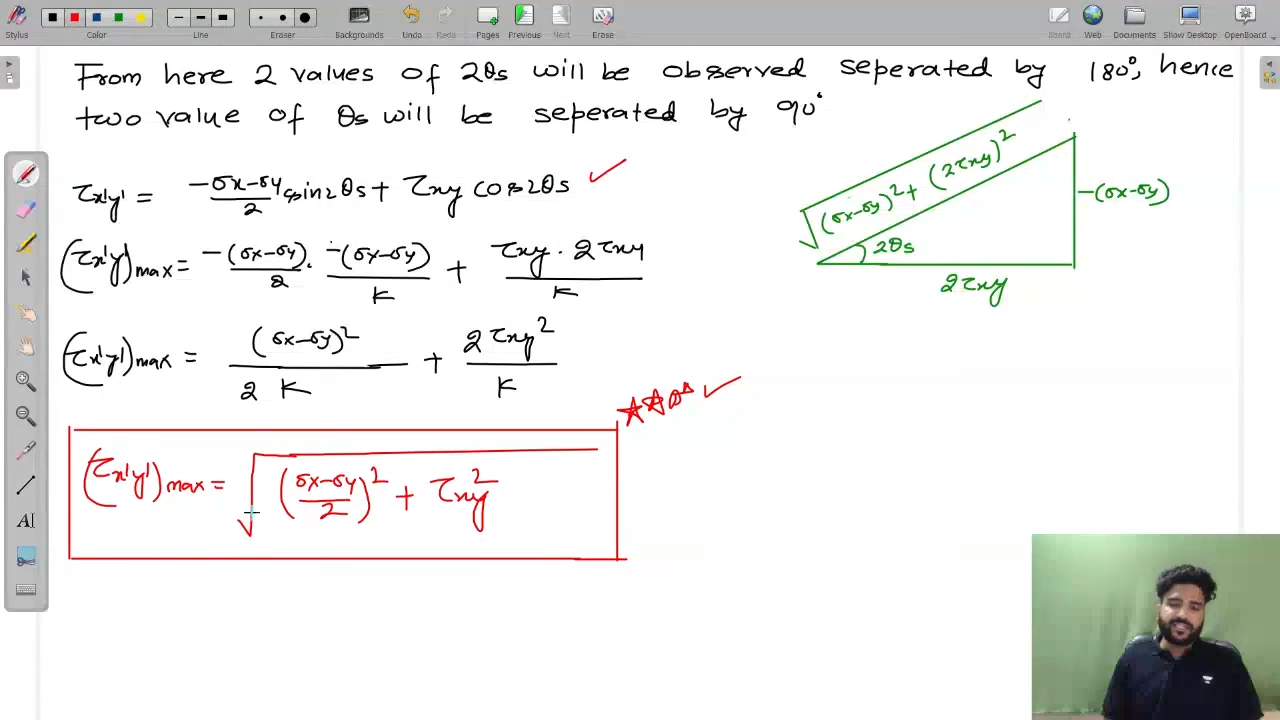 Stylus Color Line Eraser Backgrounds Undo Redo Pages Previous Next Erase Board Web Documents Show Desktop OpenBoard
From here 2 values of 2θs will be observed seperated by 180°, hence
two value of θs will be seperated by 90°
τx'y' = -σx-σy/2 sin2θs + τxy cos2θs ✓
(τx'y')max = -(σx-σy)/2 · -(σx-σy)/K + τxy · 2τxy/K
(τx'y')max = (σx-σy)²/2K + 2τxy²/K
(τx'y')max = √((σx-σy/2)² + τxy²)
√(σx-σy)² + (2τxy)²
-(σx-σy)
2θs
2τxy
AI